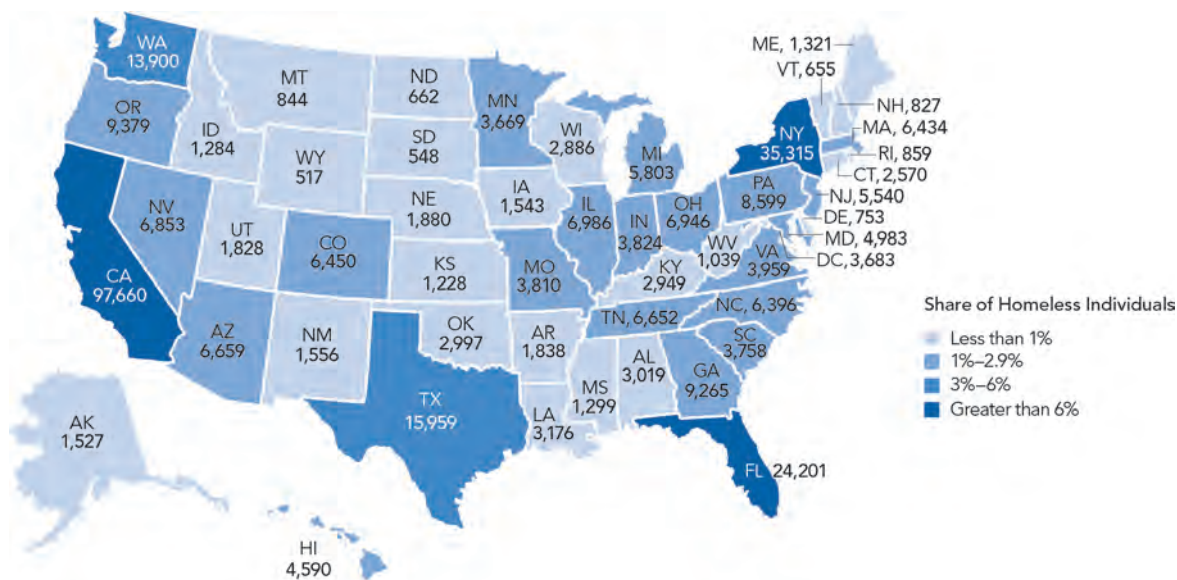 WA
13,900
MT
844
ND
662
MN
3,669
ME, 1,321
VT, 655
NH, 827
MA, 6,434
RI, 859
CT, 2,570
NJ, 5,540
DE, 753
MD, 4,983
DC, 3,683
OR
9,379
ID
1,284
WY
517
SD
548
WI
2,886
MI
5,803
NY
35,315
NV
6,853
UT
1,828
CO
6,450
NE
1,880
IA
1,543
IL
6,986
IN
3,824
OH
6,946
PA
8,599
CA
97,660
KS
1,228
MO
3,810
KY
2,949
WV
1,039
VA
3,959
AZ
6,659
NM
1,556
OK
2,997
AR
1,838
TN, 6,652
NC, 6,396
SC
3,758
TX
15,959
LA
3,176
MS
1,299
AL
3,019
GA
9,265
FL 24,201
AK
1,527
HI
4,590
Share of Homeless Individuals
Less than 1%
1%–2.9%
3%–6%
Greater than 6%